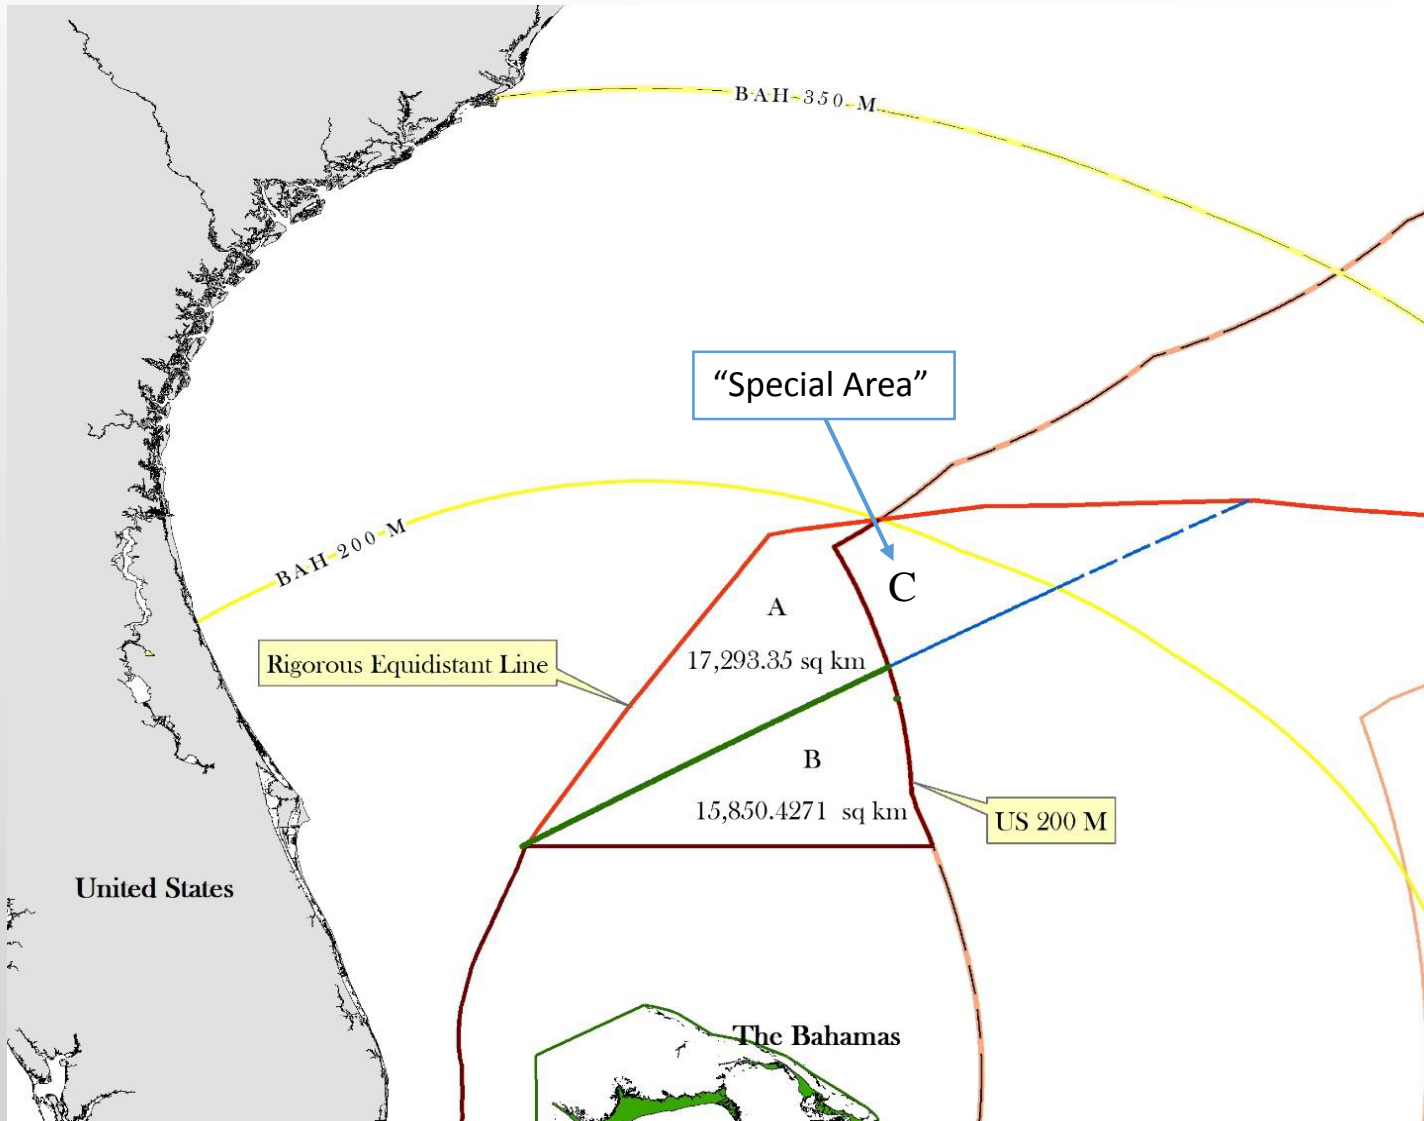 BAH-350-M
“Special Area”
BAH-200-M
C
A
Rigorous Equidistant Line
17,293.35 sq km
B
15,850.4271 sq km
US 200 M
United States
The Bahamas